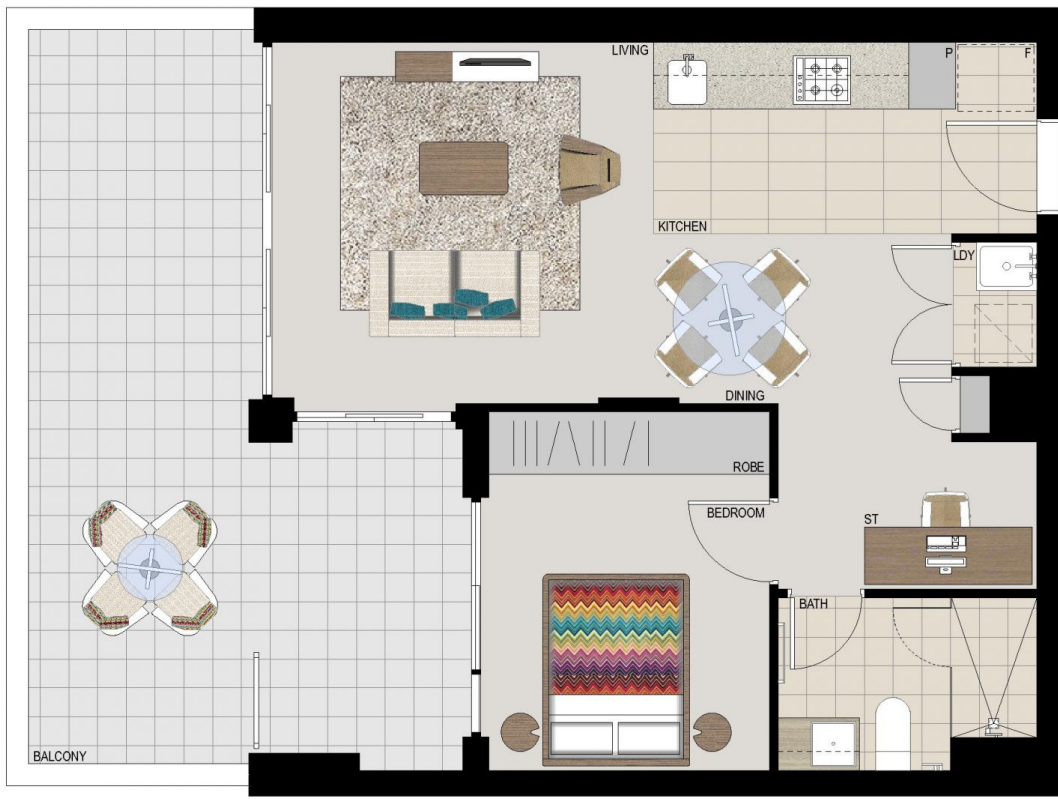 LIVING
P
F
KITCHEN
LDY
DINING
ROBE
BEDROOM
ST
BATH
BALCONY